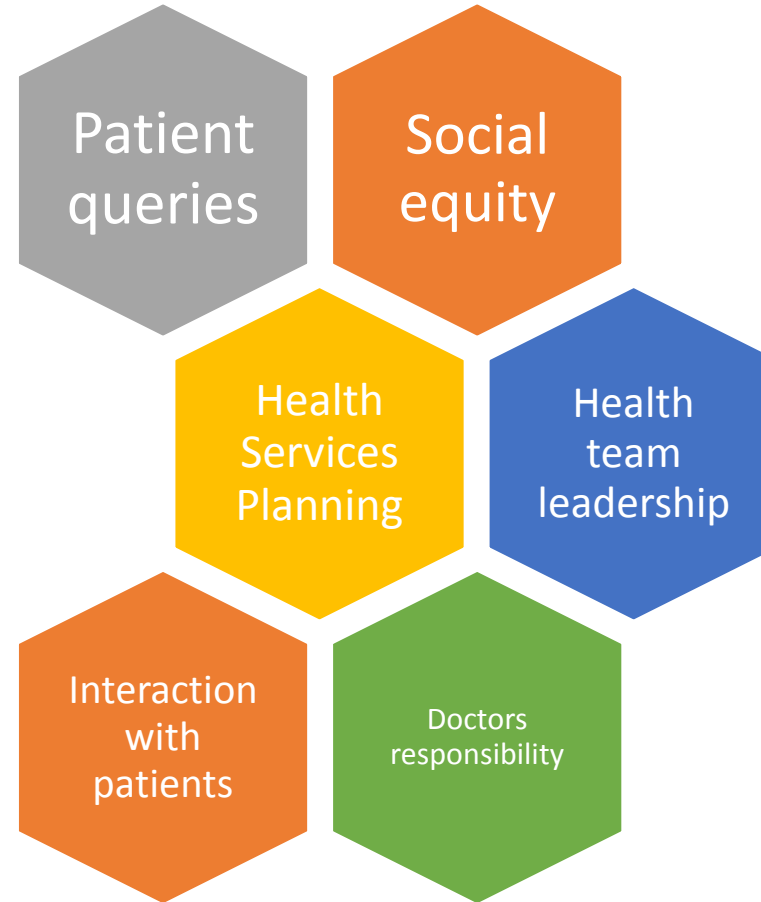 Patient
queries
Social
equity
Health
Services
Planning
Health
team
leadership
Interaction
with
patients
Doctors
responsibility